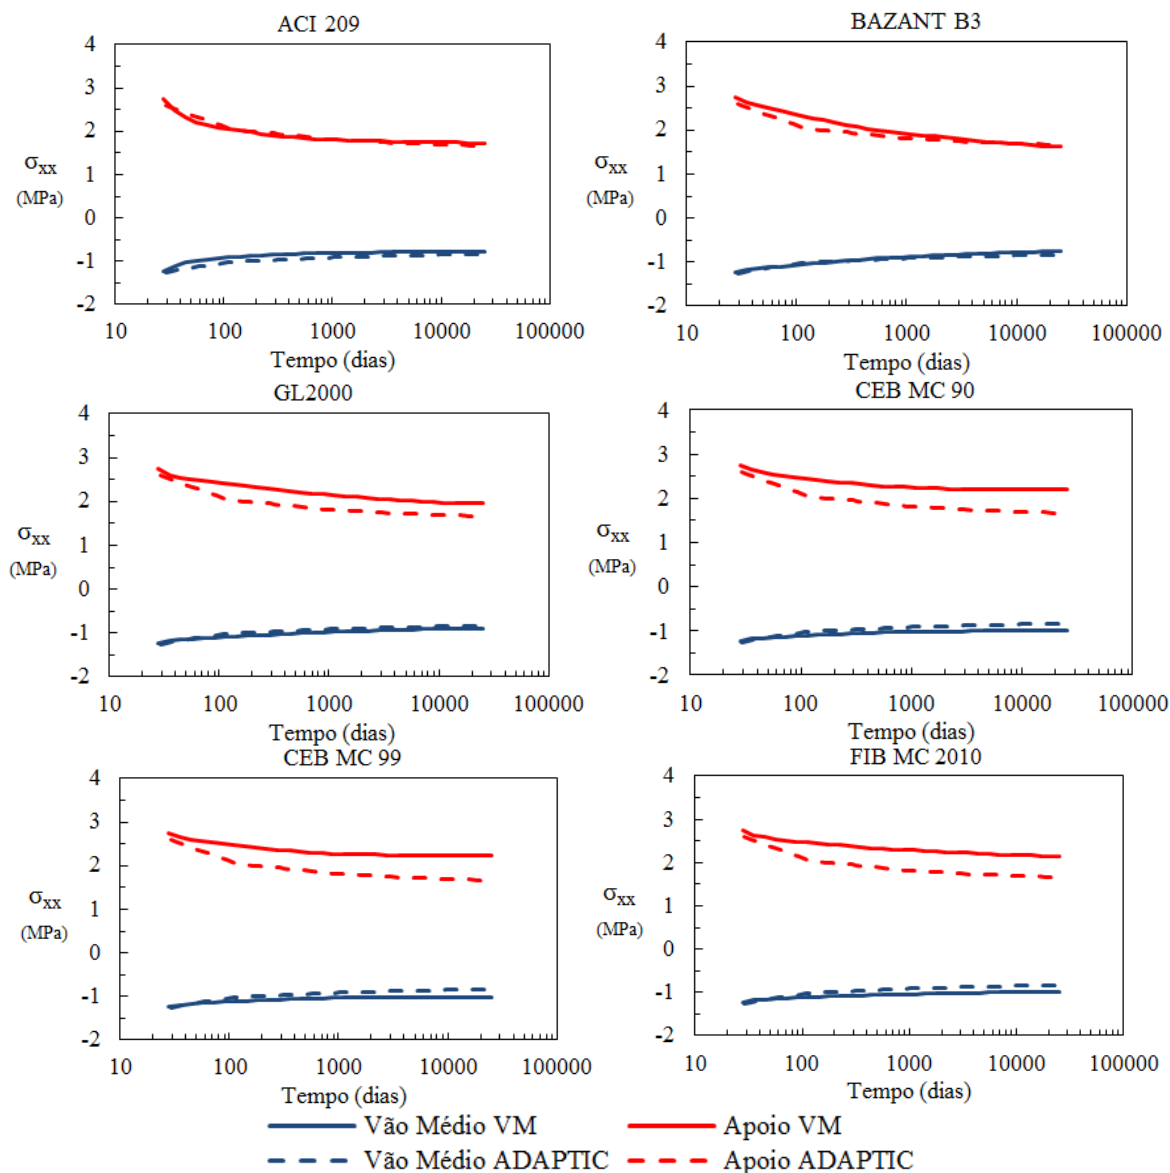 ACI 209
4
3
2
1
0
-1
-2
σxx
(MPa)
10 100 1000 10000 100000
Tempo (dias)
BAZANT B3
4
3
2
1
0
-1
-2
σxx
(MPa)
10 100 1000 10000 100000
Tempo (dias)
GL2000
4
3
2
1
0
-1
-2
σxx
(MPa)
10 100 1000 10000 100000
Tempo (dias)
CEB MC 90
4
3
2
1
0
-1
-2
σxx
(MPa)
10 100 1000 10000 100000
Tempo (dias)
CEB MC 99
4
3
2
1
0
-1
-2
σxx
(MPa)
10 100 1000 10000 100000
Tempo (dias)
FIB MC 2010
4
3
2
1
0
-1
-2
σxx
(MPa)
10 100 1000 10000 100000
Tempo (dias)
Vão Médio VM Apoio VM
Vão Médio ADAPTIC Apoio ADAPTIC